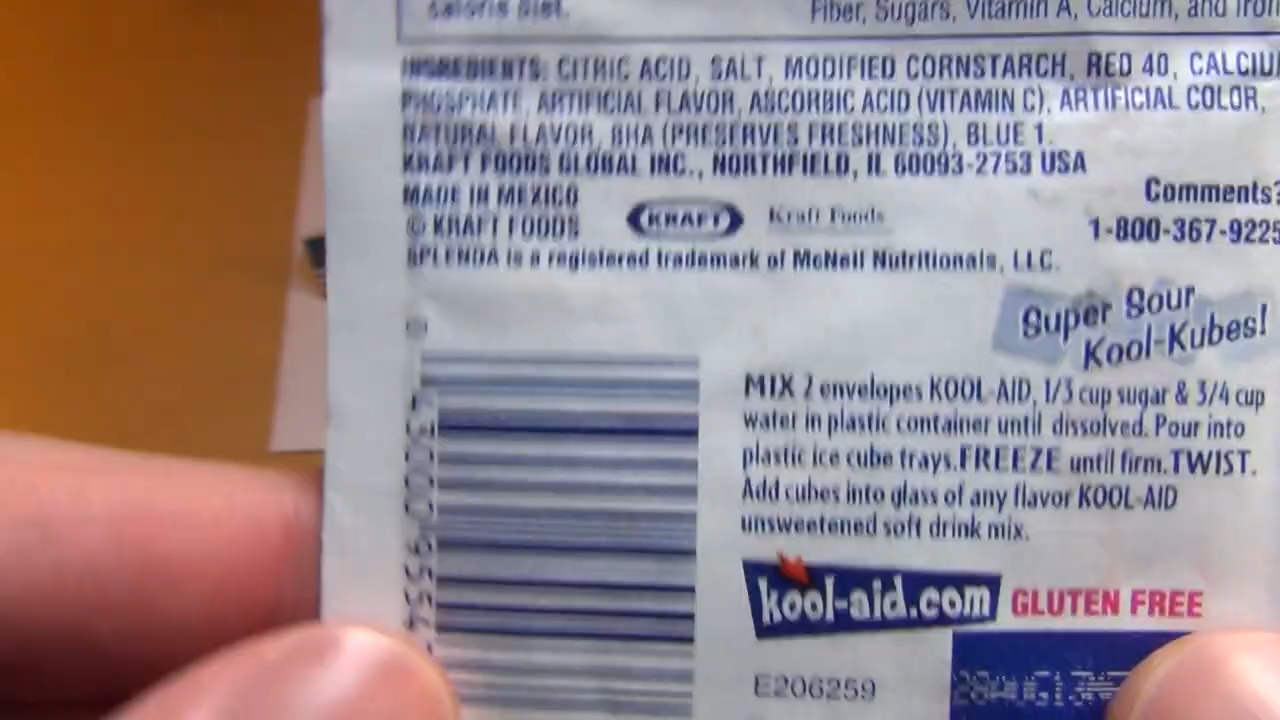 calorie diet.
Fiber, Sugars, Vitamin A, Calcium, and Iron
INGREDIENTS: CITRIC ACID, SALT, MODIFIED CORNSTARCH, RED 40, CALCIU
PHOSPHATE, ARTIFICIAL FLAVOR, ASCORBIC ACID (VITAMIN C), ARTIFICIAL COLOR,
NATURAL FLAVOR, BHA (PRESERVES FRESHNESS), BLUE 1.
KRAFT FOODS GLOBAL INC., NORTHFIELD, IL 60093-2753 USA
MADE IN MEXICO
© KRAFT FOODS
KRAFT
Kraft Foods
Comments?
1-800-367-9225
SPLENDA is a registered trademark of McNeil Nutritionals, LLC.
Super Sour
Kool-Kubes!
MIX 2 envelopes KOOL-AID, 1/3 cup sugar & 3/4 cup
water in plastic container until dissolved. Pour into
plastic ice cube trays. FREEZE until firm. TWIST.
Add cubes into glass of any flavor KOOL-AID
unsweetened soft drink mix.
kool-aid.com
GLUTEN FREE
E206259